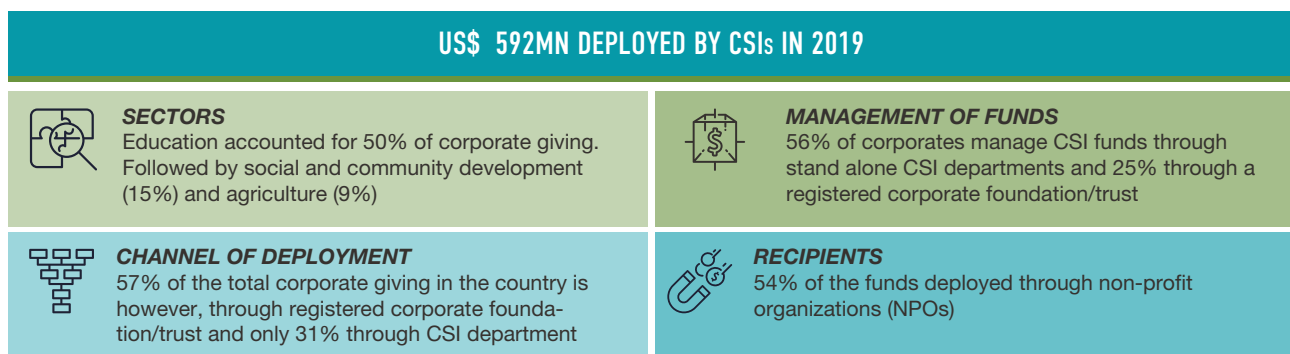 US$ 592MN DEPLOYED BY CSIs IN 2019
SECTORS
Education accounted for 50% of corporate giving.
Followed by social and community development
(15%) and agriculture (9%)
MANAGEMENT OF FUNDS
56% of corporates manage CSI funds through
stand alone CSI departments and 25% through a
registered corporate foundation/trust
CHANNEL OF DEPLOYMENT
57% of the total corporate giving in the country is
however, through registered corporate founda-
tion/trust and only 31% through CSI department
RECIPIENTS
54% of the funds deployed through non-profit
organizations (NPOs)